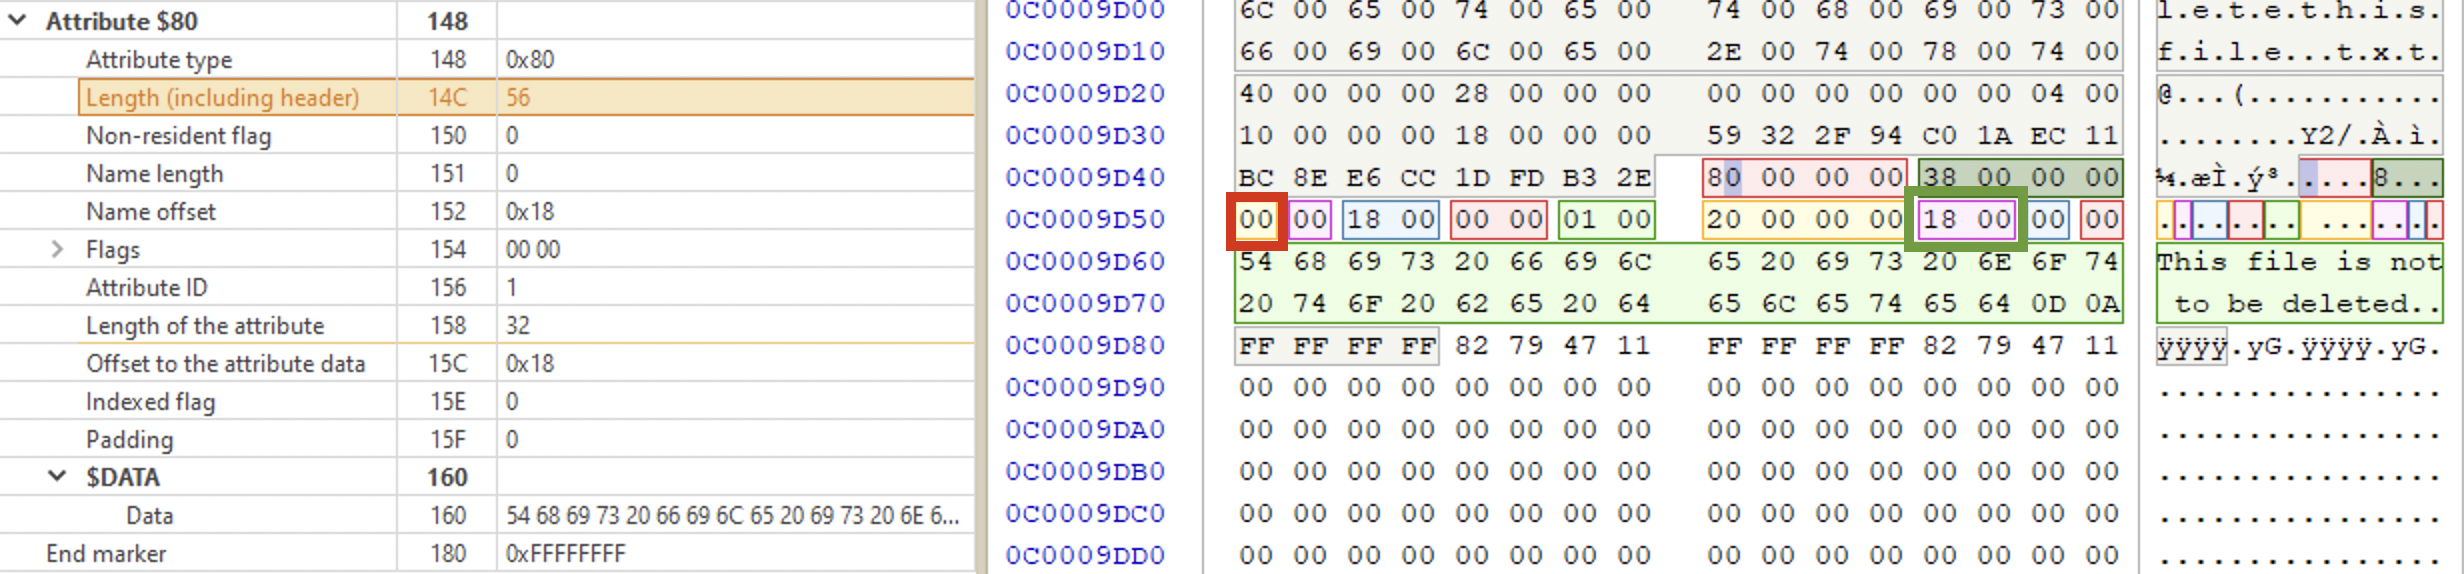 Attribute $80 148
Attribute type 148 0x80
Length (including header) 14C 56
Non-resident flag 150 0
Name length 151 0
Name offset 152 0x18
Flags 154 00 00
Attribute ID 156 1
Length of the attribute 158 32
Offset to the attribute data 15C 0x18
Indexed flag 15E 0
Padding 15F 0
$DATA 160
Data 160 54 68 69 73 20 66 69 6C 65 20 69 73 20 6E 6...
End marker 180 0xFFFFFFFF
0C0009D00 6C 00 65 00 74 00 65 00 74 00 68 00 69 00 73 00 l.e.t.e.t.h.i.s.
0C0009D10 66 00 69 00 6C 00 65 00 2E 00 74 00 78 00 74 00 f.i.l.e...t.x.t.
0C0009D20 40 00 00 00 28 00 00 00 00 00 00 00 00 00 04 00 @...(...........
0C0009D30 10 00 00 00 18 00 00 00 59 32 2F 94 C0 1A EC 11 ........Y2/.À.ì.
0C0009D40 BC 8E E6 CC 1D FD B3 2E 80 00 00 00 38 00 00 00 ¼.æÌ.ý³.....8...
0C0009D50 00 00 18 00 00 00 01 00 20 00 00 00 18 00 00 00 ........ .......
0C0009D60 54 68 69 73 20 66 69 6C 65 20 69 73 20 6E 6F 74 This file is not
0C0009D70 20 74 6F 20 62 65 20 64 65 6C 65 74 65 64 0D 0A to be deleted..
0C0009D80 FF FF FF FF 82 79 47 11 FF FF FF FF 82 79 47 11 ÿÿÿÿ.yG.ÿÿÿÿ.yG.
0C0009D90 00 00 00 00 00 00 00 00 00 00 00 00 00 00 00 00 ................
0C0009DA0 00 00 00 00 00 00 00 00 00 00 00 00 00 00 00 00 ................
0C0009DB0 00 00 00 00 00 00 00 00 00 00 00 00 00 00 00 00 ................
0C0009DC0 00 00 00 00 00 00 00 00 00 00 00 00 00 00 00 00 ................
0C0009DD0 00 00 00 00 00 00 00 00 00 00 00 00 00 00 00 00 ................